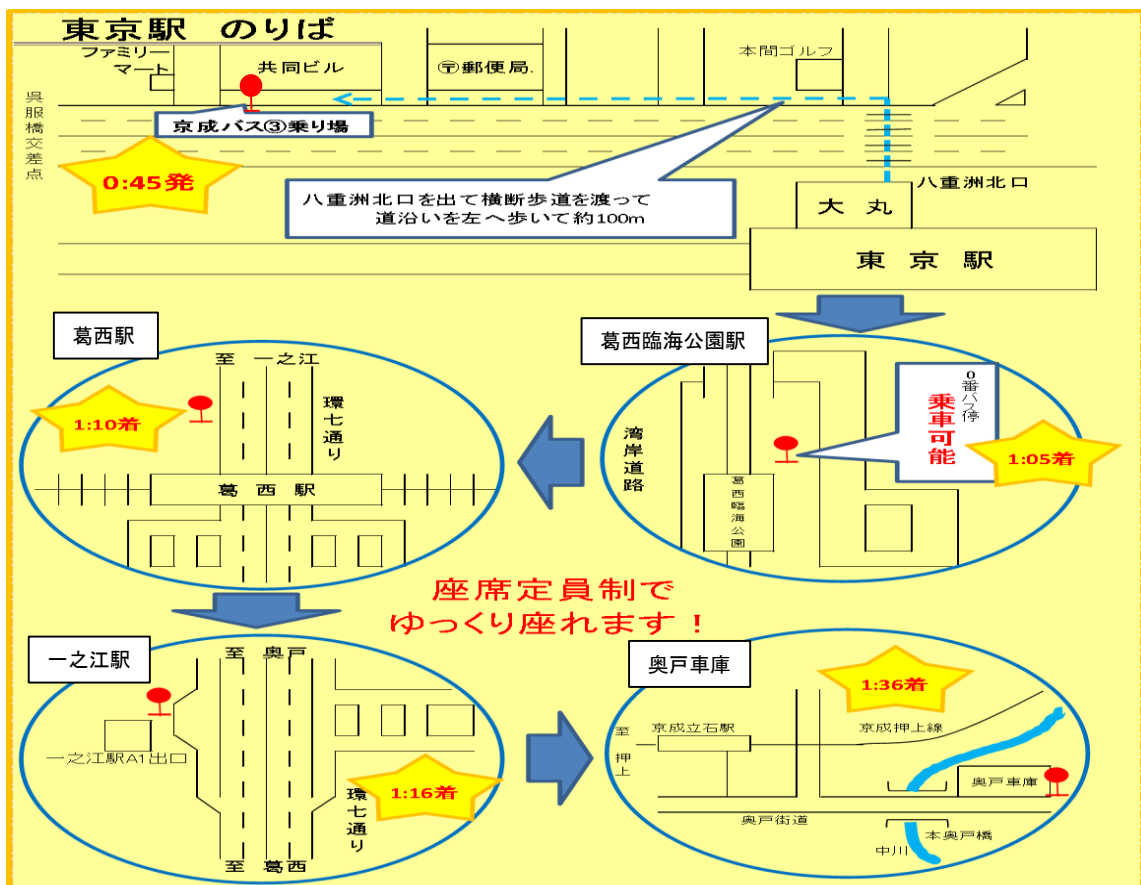 東京駅 のりば
ファミリー
マート
共同ビル
〒郵便局.
本間ゴルフ
呉服橋交差点
京成バス③乗り場
0:45発
八重洲北口を出て横断歩道を渡って
道沿いを左へ歩いて約100m
八重洲北口
大丸
東京駅
葛西駅
至 一之江
1:10着
環七通り
葛西駅
葛西臨海公園駅
0番バス停
乗車可能
1:05着
湾岸道路
葛西臨海公園
座席定員制で
ゆっくり座れます！
一之江駅
至 奥戸
一之江駅A1出口
1:16着
環七通り
至 葛西
奥戸車庫
1:36着
至 押上
京成立石駅
京成押上線
奥戸車庫
奥戸街道
本奥戸橋
中川